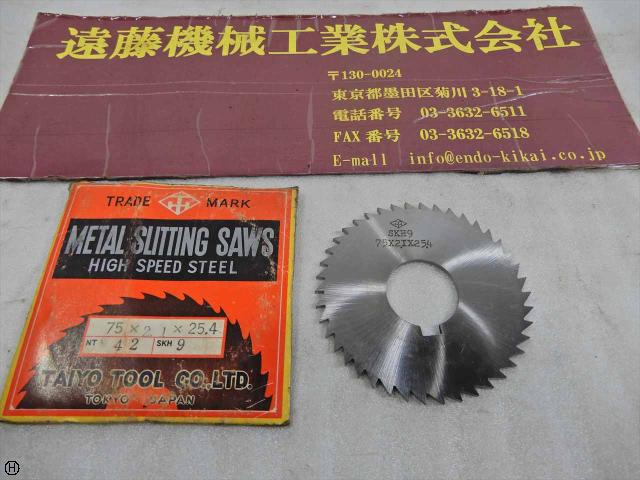 遠藤機械工業株式会社
〒130-0024
東京都墨田区菊川3-18-1
電話番号 03-3632-6511
FAX番号 03-3632-6518
E-mail info@endo-kikai.co.jp
TRADE MARK
METAL SLITTING SAWS
HIGH SPEED STEEL
75 × 2.1 × 25.4
NT 42 SKH 9
TAIYO TOOL CO.,LTD.
TOKYO JAPAN
SKH9
75X2.1X25.4
H